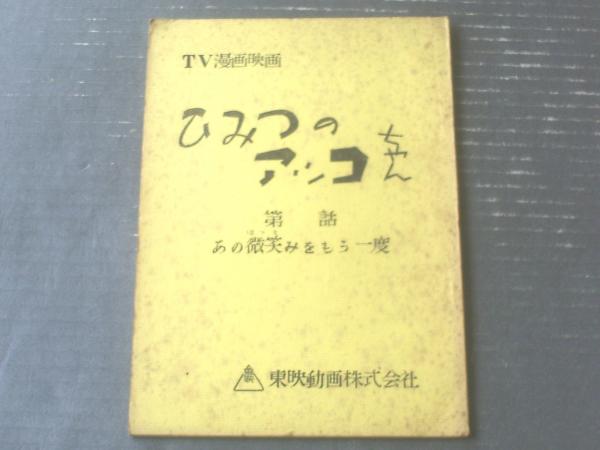 TV漫画映画
ひみつの
アッコちゃん
第 話
あの微笑みをもう一度
東映動画株式会社